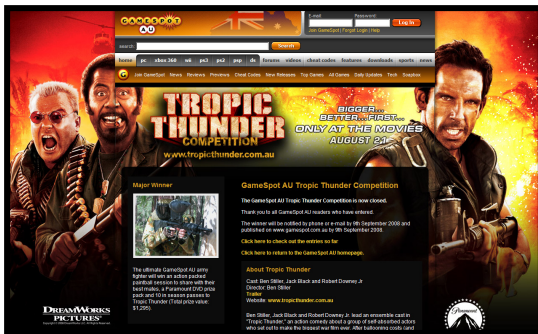 GAMESPOT
AU
E-mail
Password
Log In
Join GameSpot | Forgot Login | Help
search:
Search
home pc xbox 360 wii ps3 ps2 psp ds forums videos cheat codes features downloads sports news
G Join GameSpot News Reviews Previews Cheat Codes New Releases Top Games All Games Daily Updates Tech Soapbox
TROPIC
THUNDER
COMPETITION
www.tropicthunder.com.au
BIGGER...
BETTER...FIRST...
ONLY AT THE MOVIES
AUGUST 21
Major Winner
The ultimate GameSpot AU army
fighter will win an action packed
paintball session to share with their
best mates, a Paramount DVD prize
pack and 10 in season passes to
Tropic Thunder (Total prize value:
$1,295).
GameSpot AU Tropic Thunder Competition
The GameSpot AU Tropic Thunder Competition is now closed.
Thank you to all GameSpot AU readers who have entered.
The winner will be notified by phone or e-mail by 9th September 2008 and
published on www.gamespot.com.au by 9th September 2008.
Click here to check out the entries so far
Click here to return to the GameSpot AU homepage.
About Tropic Thunder
Cast: Ben Stiller, Jack Black and Robert Downey Jr
Director: Ben Stiller
Trailer
Website: www.tropicthunder.com.au
Ben Stiller, Jack Black and Robert Downey Jr. lead an ensemble cast in
"Tropic Thunder," an action comedy about a group of self-absorbed actors
who set out to make the biggest war film ever. After ballooning costs (and
DREAMWORKS
PICTURES
Paramount